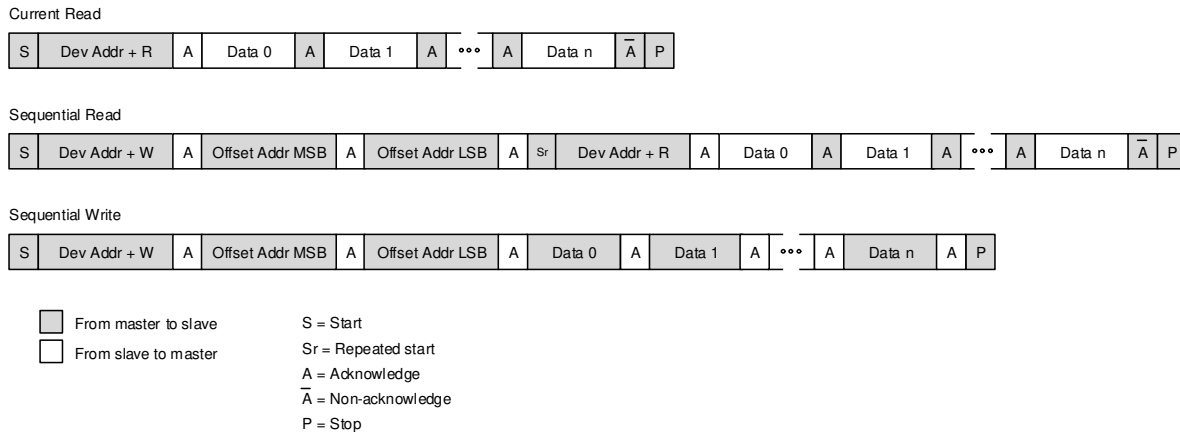 Current Read
S Dev Addr + R A Data 0 A Data 1 A ∘∘∘ A Data n A̅ P
Sequential Read
S Dev Addr + W A Offset Addr MSB A Offset Addr LSB A Sr Dev Addr + R A Data 0 A Data 1 A ∘∘∘ A Data n A̅ P
Sequential Write
S Dev Addr + W A Offset Addr MSB A Offset Addr LSB A Data 0 A Data 1 A ∘∘∘ A Data n A P
From master to slave
From slave to master
S = Start
Sr = Repeated start
A = Acknowledge
A̅ = Non-acknowledge
P = Stop